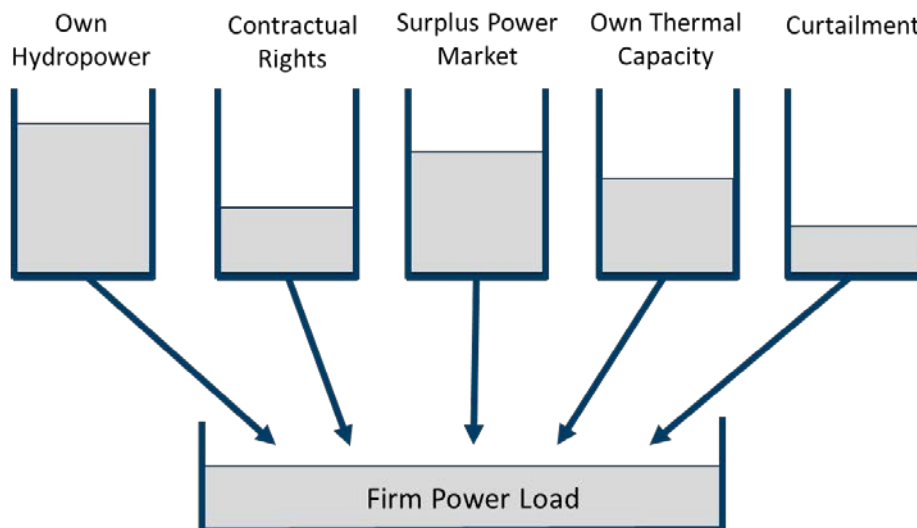 Own
Hydropower
Contractual
Rights
Surplus Power
Market
Own Thermal
Capacity
Curtailment
Firm Power Load